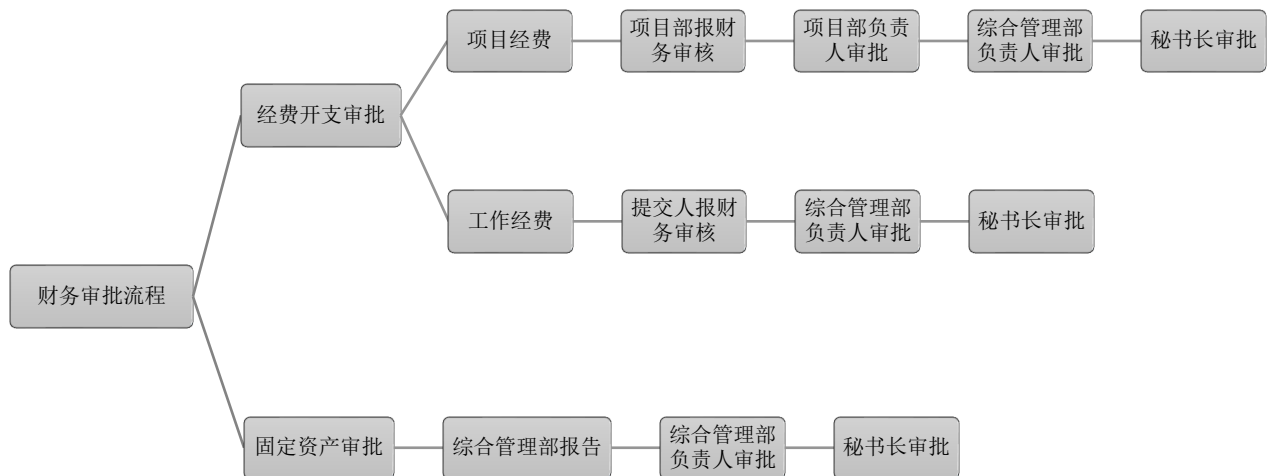 项目经费
项目部报财
务审核
项目部负责
人审批
综合管理部
负责人审批
秘书长审批
经费开支审批
工作经费
提交人报财
务审核
综合管理部
负责人审批
秘书长审批
财务审批流程
固定资产审批
综合管理部报告
综合管理部
负责人审批
秘书长审批